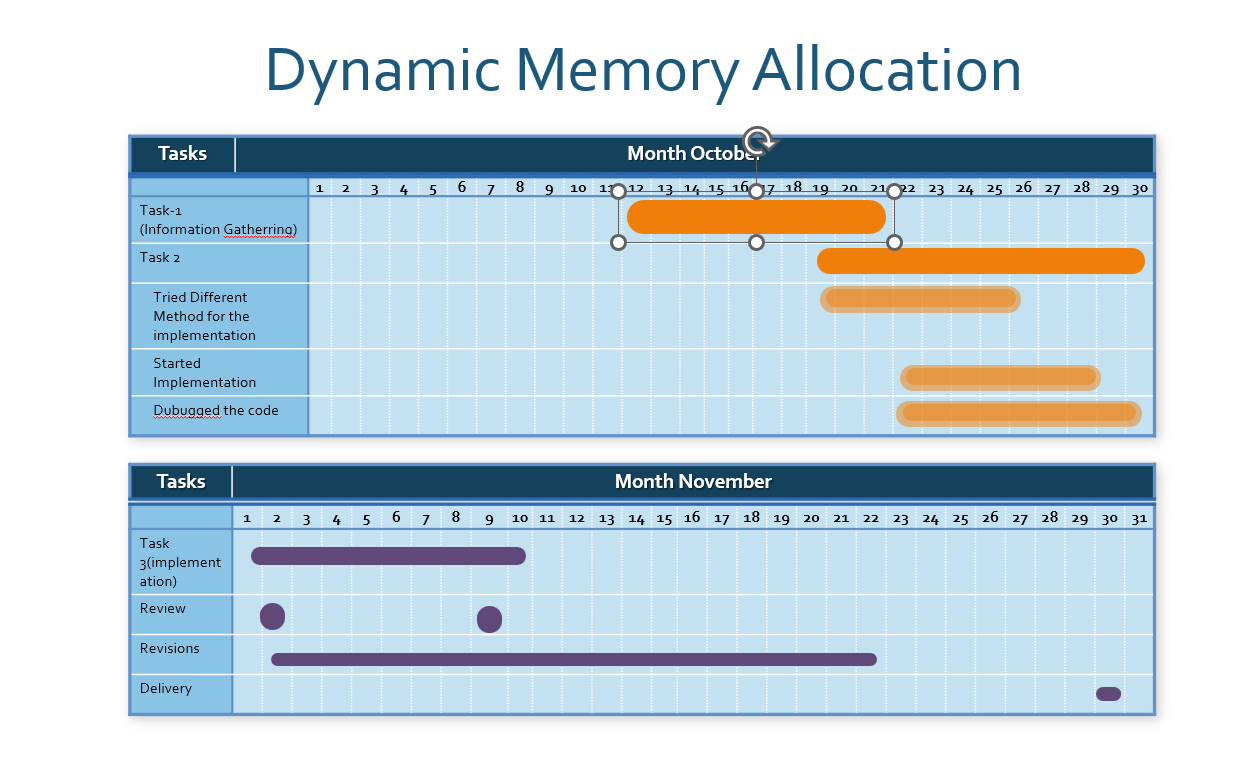 Dynamic Memory Allocation
Tasks Month October
1 2 3 4 5 6 7 8 9 10 11 12 13 14 15 16 17 18 19 20 21 22 23 24 25 26 27 28 29 30
Task-1
(Information Gatherring)
Task 2
Tried Different
Method for the
implementation
Started
Implementation
Dubugged the code
Tasks Month November
1 2 3 4 5 6 7 8 9 10 11 12 13 14 15 16 17 18 19 20 21 22 23 24 25 26 27 28 29 30 31
Task
3(implement
ation)
Review
Revisions
Delivery